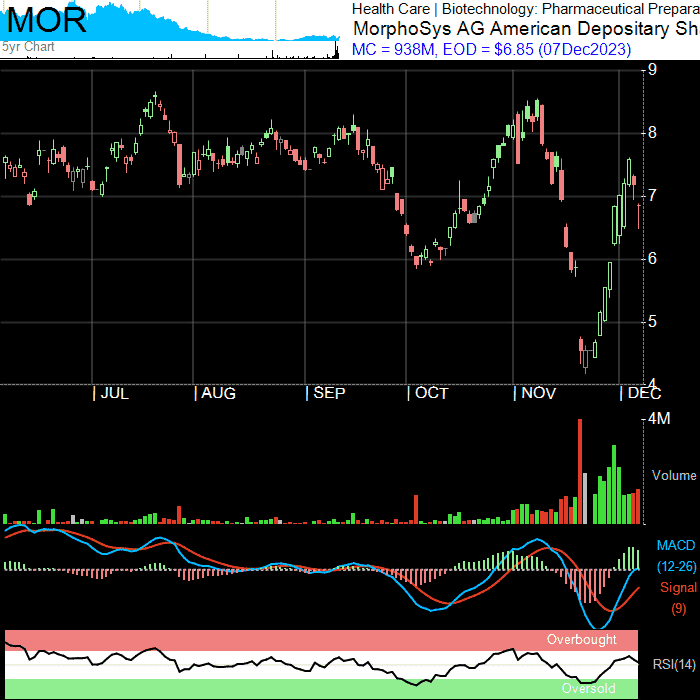 MOR
5yr Chart
Health Care | Biotechnology: Pharmaceutical Prepara
MorphoSys AG American Depositary Sh
MC = 938M, EOD = $6.85 (07Dec2023)
9
8
7
6
5
4
JUL AUG SEP OCT NOV DEC
4M
Volume
MACD
(12-26)
Signal
(9)
Overbought
RSI(14)
Oversold